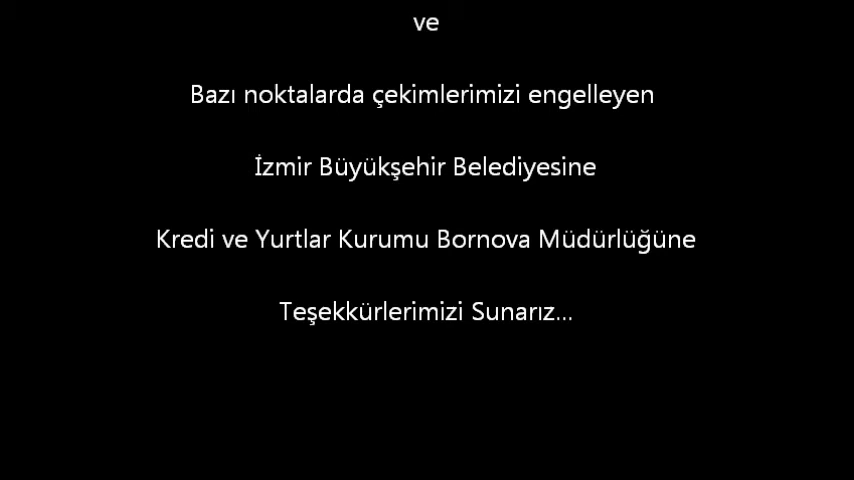 ve
Bazı noktalarda çekimlerimizi engelleyen
İzmir Büyükşehir Belediyesine
Kredi ve Yurtlar Kurumu Bornova Müdürlüğüne
Teşekkürlerimizi Sunarız...